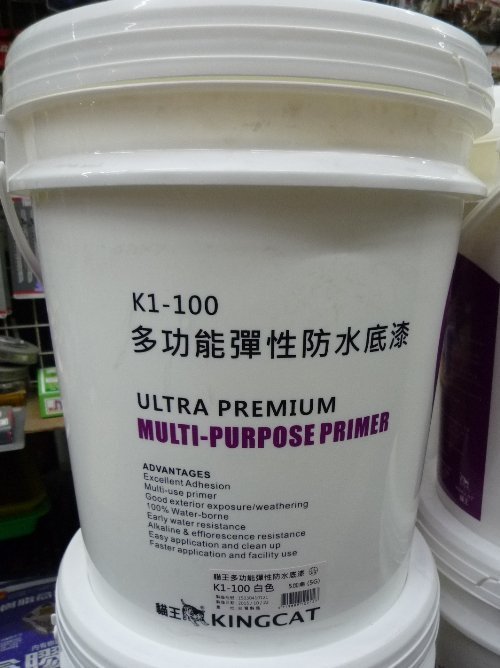 K1-100
多功能彈性防水底漆
ULTRA PREMIUM
MULTI-PURPOSE PRIMER
ADVANTAGES
Excellent Adhesion
Multi-use primer
Good exterior exposure/weathering
100% Water-borne
Early water resistance
Alkaline & efflorescence resistance
Easy application and clean up
Faster application and facility use
貓王多功能彈性防水底漆
K1-100 白色
(5G)
貓王 KINGCAT